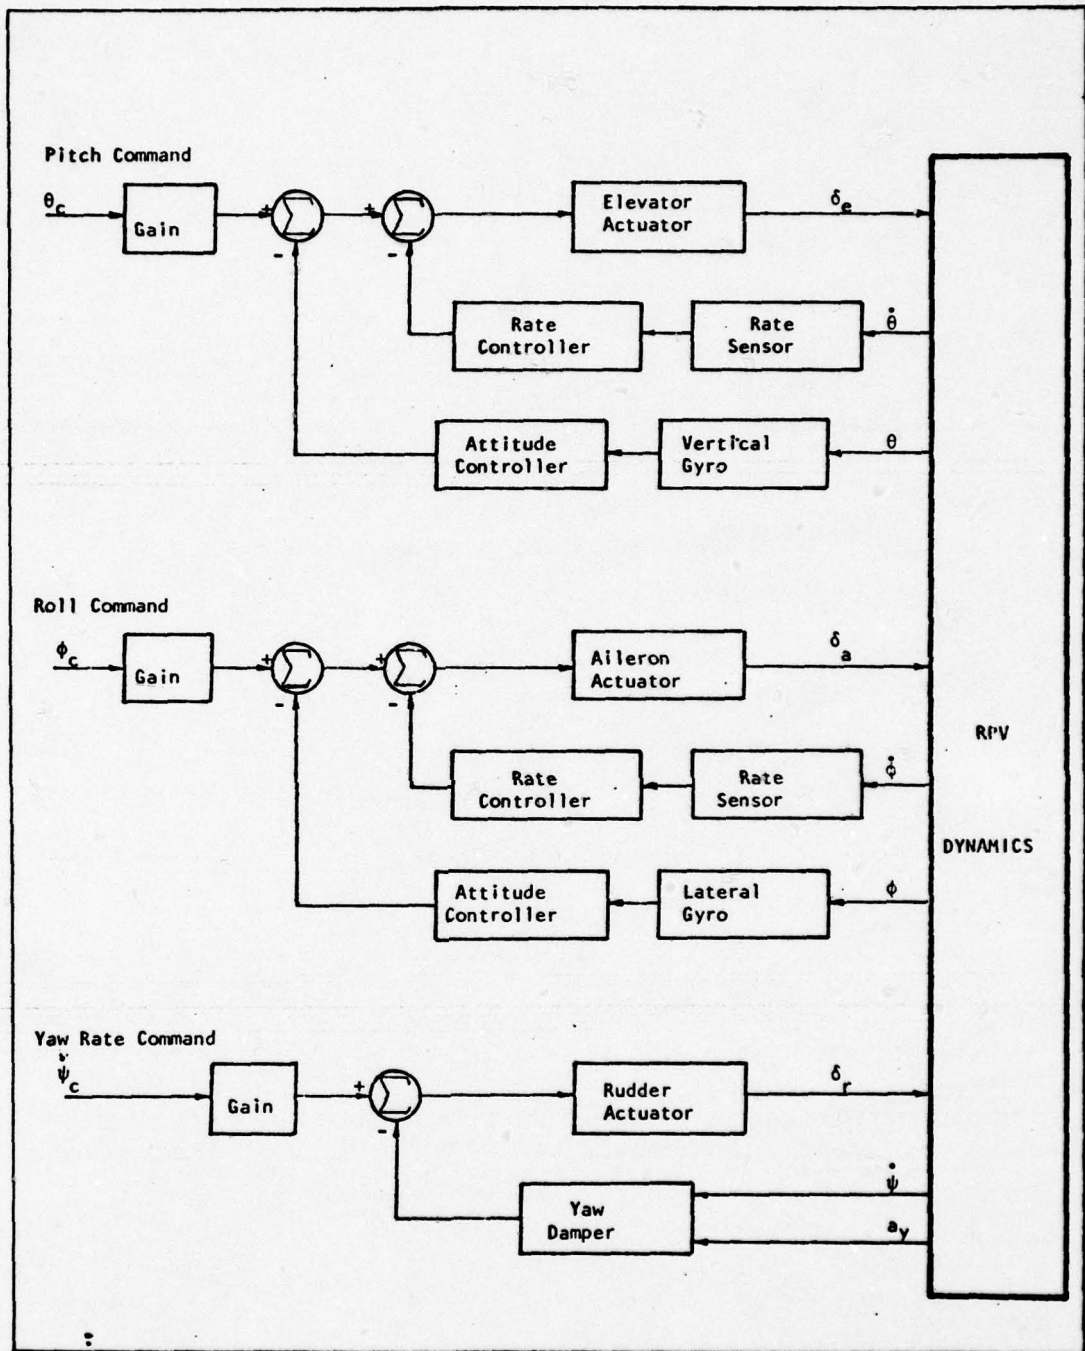 Pitch Command
θc
Gain
+
-
+
-
Elevator
Actuator
δe
Rate
Controller
Rate
Sensor
θ̇
Attitude
Controller
Vertical
Gyro
θ
Roll Command
ϕc
Gain
+
-
+
-
Aileron
Actuator
δa
RPV
DYNAMICS
Rate
Controller
Rate
Sensor
ϕ̇
Attitude
Controller
Lateral
Gyro
ϕ
Yaw Rate Command
ψ̇c
Gain
+
-
Rudder
Actuator
δr
Yaw
Damper
ψ̇
ay